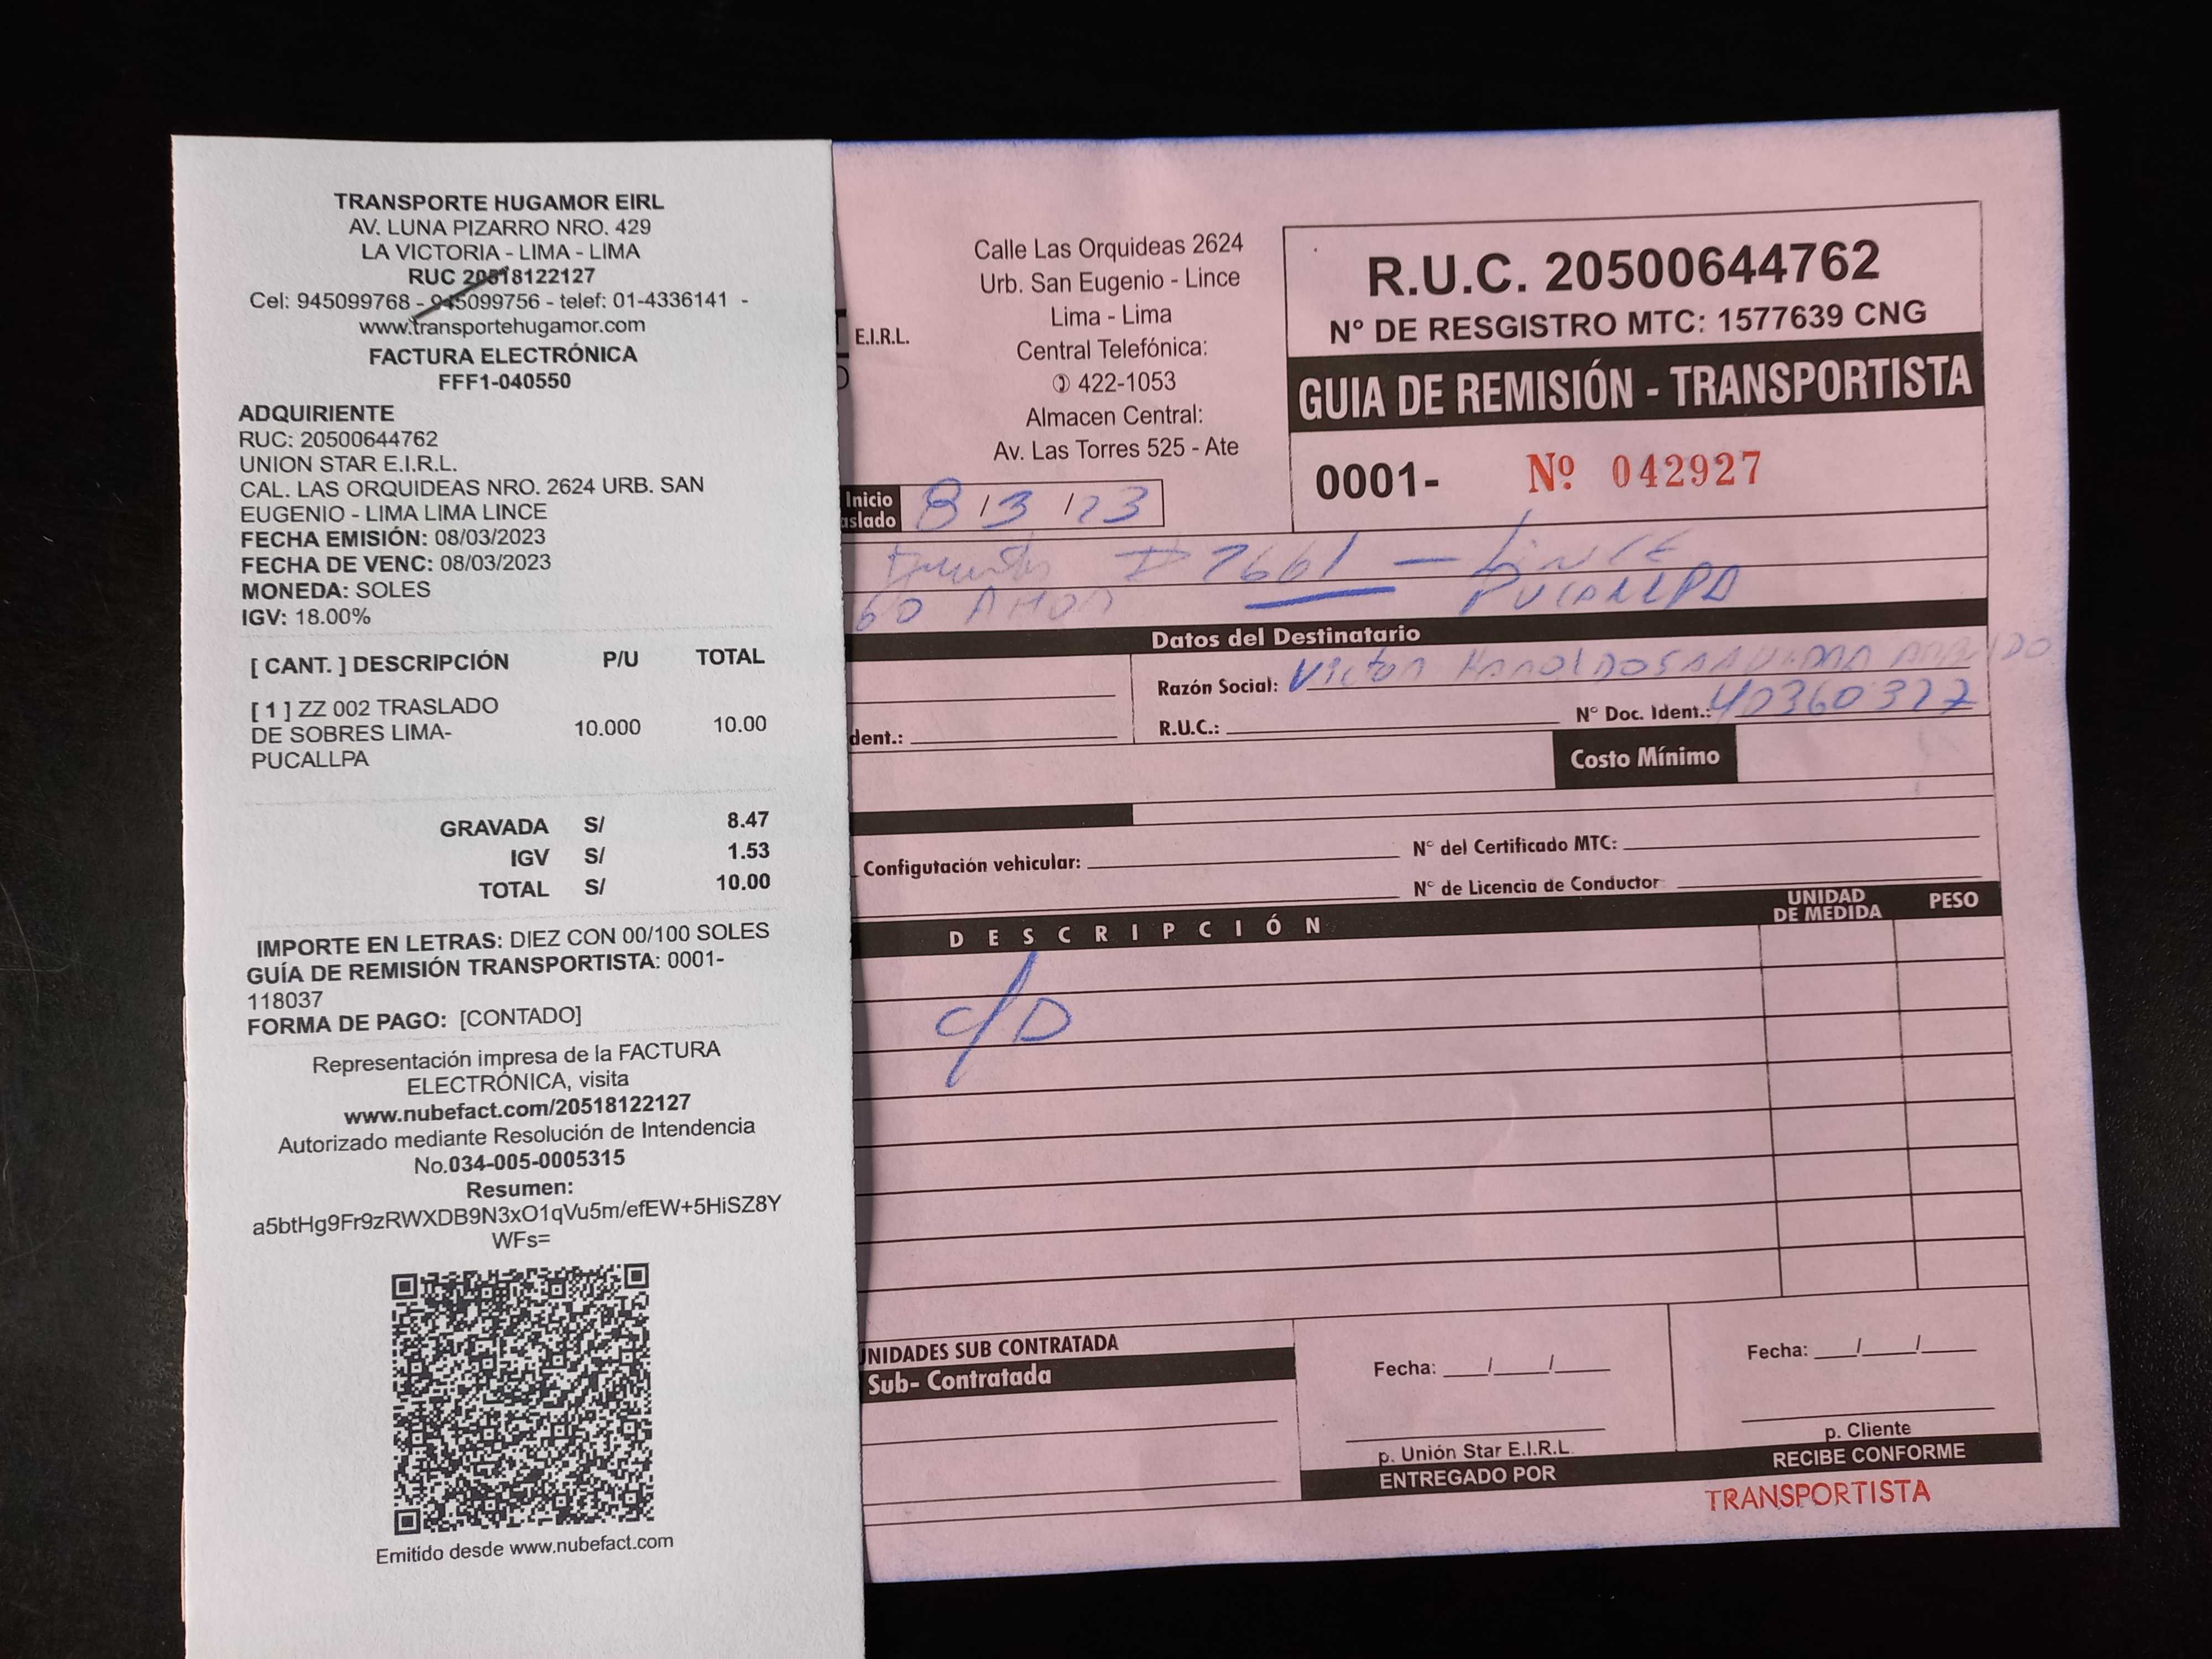 TRANSPORTE HUGAMOR EIRL
AV. LUNA PIZARRO NRO. 429
LA VICTORIA - LIMA - LIMA
RUC 20518122127
Cel: 945099768 - 945099756 - telef: 01-4336141 -
www.transportehugamor.com
FACTURA ELECTRÓNICA
FFF1-040550
ADQUIRIENTE
RUC: 20500644762
UNION STAR E.I.R.L.
CAL. LAS ORQUIDEAS NRO. 2624 URB. SAN
EUGENIO - LIMA LIMA LINCE
FECHA EMISIÓN: 08/03/2023
FECHA DE VENC: 08/03/2023
MONEDA: SOLES
IGV: 18.00%
[ CANT. ] DESCRIPCIÓN P/U TOTAL
[ 1 ] ZZ 002 TRASLADO
DE SOBRES LIMA- 10.000 10.00
PUCALLPA
GRAVADA S/ 8.47
IGV S/ 1.53
TOTAL S/ 10.00
IMPORTE EN LETRAS: DIEZ CON 00/100 SOLES
GUÍA DE REMISIÓN TRANSPORTISTA: 0001-
118037
FORMA DE PAGO: [CONTADO]
Representación impresa de la FACTURA
ELECTRÓNICA, visita
www.nubefact.com/20518122127
Autorizado mediante Resolución de Intendencia
No.034-005-0005315
Resumen:
a5btHg9Fr9zRWXDB9N3xO1qVu5m/efEW+5HiSZ8Y
WFs=
Emitido desde www.nubefact.com
E.I.R.L.
Calle Las Orquideas 2624
Urb. San Eugenio - Lince
Lima - Lima
Central Telefónica:
422-1053
Almacen Central:
Av. Las Torres 525 - Ate
R.U.C. 20500644762
N° DE RESGISTRO MTC: 1577639 CNG
GUIA DE REMISIÓN - TRANSPORTISTA
0001- Nº 042927
Inicio
aslado 8 / 3 / 23
D 7661 - LINCE
PUCALLPA
Datos del Destinatario
Razón Social: Victor Haroldo
N° Doc. Ident.: 40360327
dent.: R.U.C.:
Costo Mínimo
Configutación vehicular: N° del Certificado MTC:
N° de Licencia de Conductor
DESCRIPCIÓN UNIDAD DE MEDIDA PESO
c/D
NIDADES SUB CONTRATADA
Sub- Contratada
Fecha: ___/___/___ Fecha: ___/___/___
p. Unión Star E.I.R.L. p. Cliente
ENTREGADO POR RECIBE CONFORME
TRANSPORTISTA